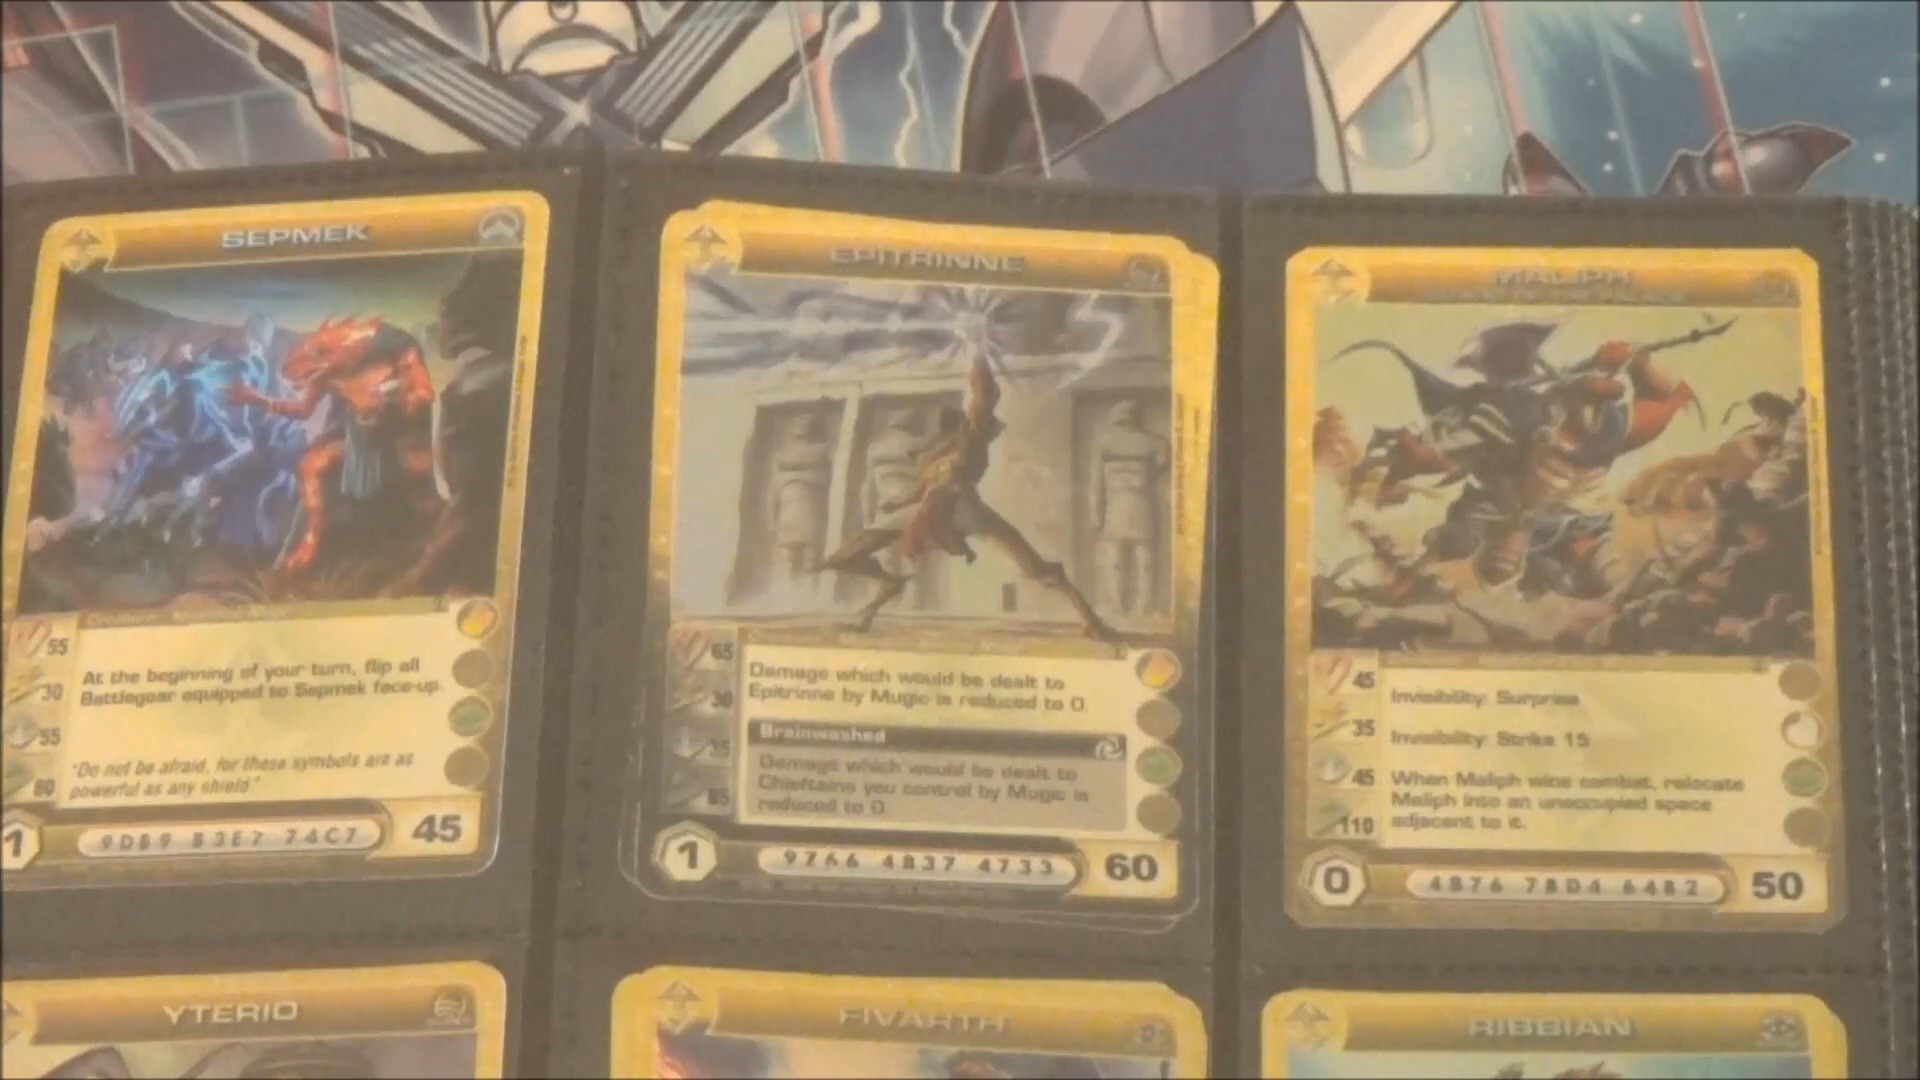 SEPMEK
55
30
55
80
At the beginning of your turn, flip all
Battlegear equipped to Sepmek face-up.
"Do not be afraid, for these symbols are as
powerful as any shield."
1
9DB9 53E7 74C7
45
EPITRINNE
65
30
85
Damage which would be dealt to
Epitrinne by Mugic is reduced to 0.
Brainwashed
Damage which would be dealt to
Chieftains you control by Mugic is
reduced to 0
1
9766 4837 4733
60
MALIPH
45
35
45
110
Invisibility: Surprise
Invisibility: Strike 15
When Maliph wins combat, relocate
Maliph into an unoccupied space
adjacent to it.
0
50
YTERIO
FIVARTH
RIBBIAN